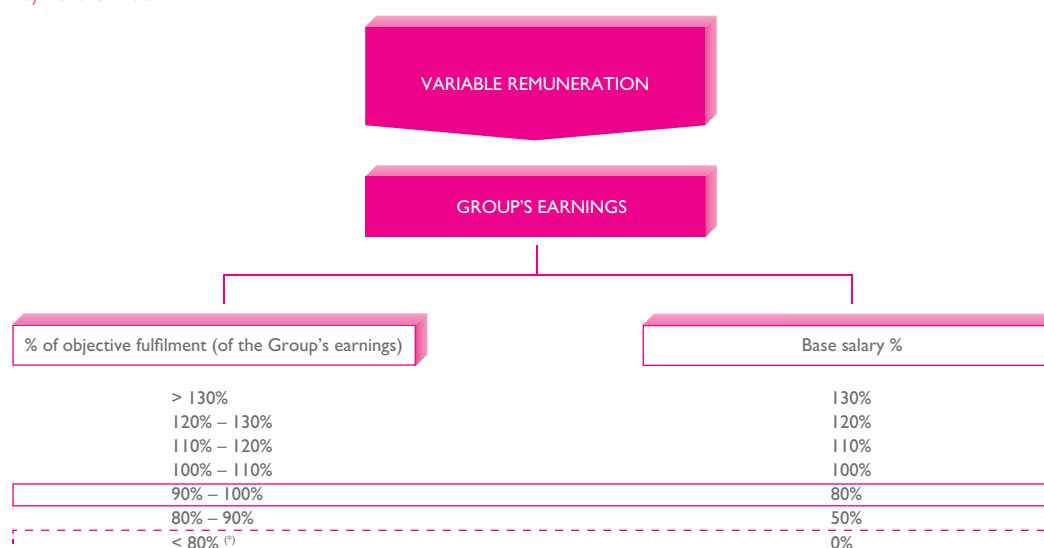 VARIABLE REMUNERATION
GROUP'S EARNINGS
% of objective fulfilment (of the Group's earnings) Base salary %
> 130% 130%
120% – 130% 120%
110% – 120% 110%
100% – 110% 100%
90% – 100% 80%
80% – 90% 50%
< 80% (*) 0%